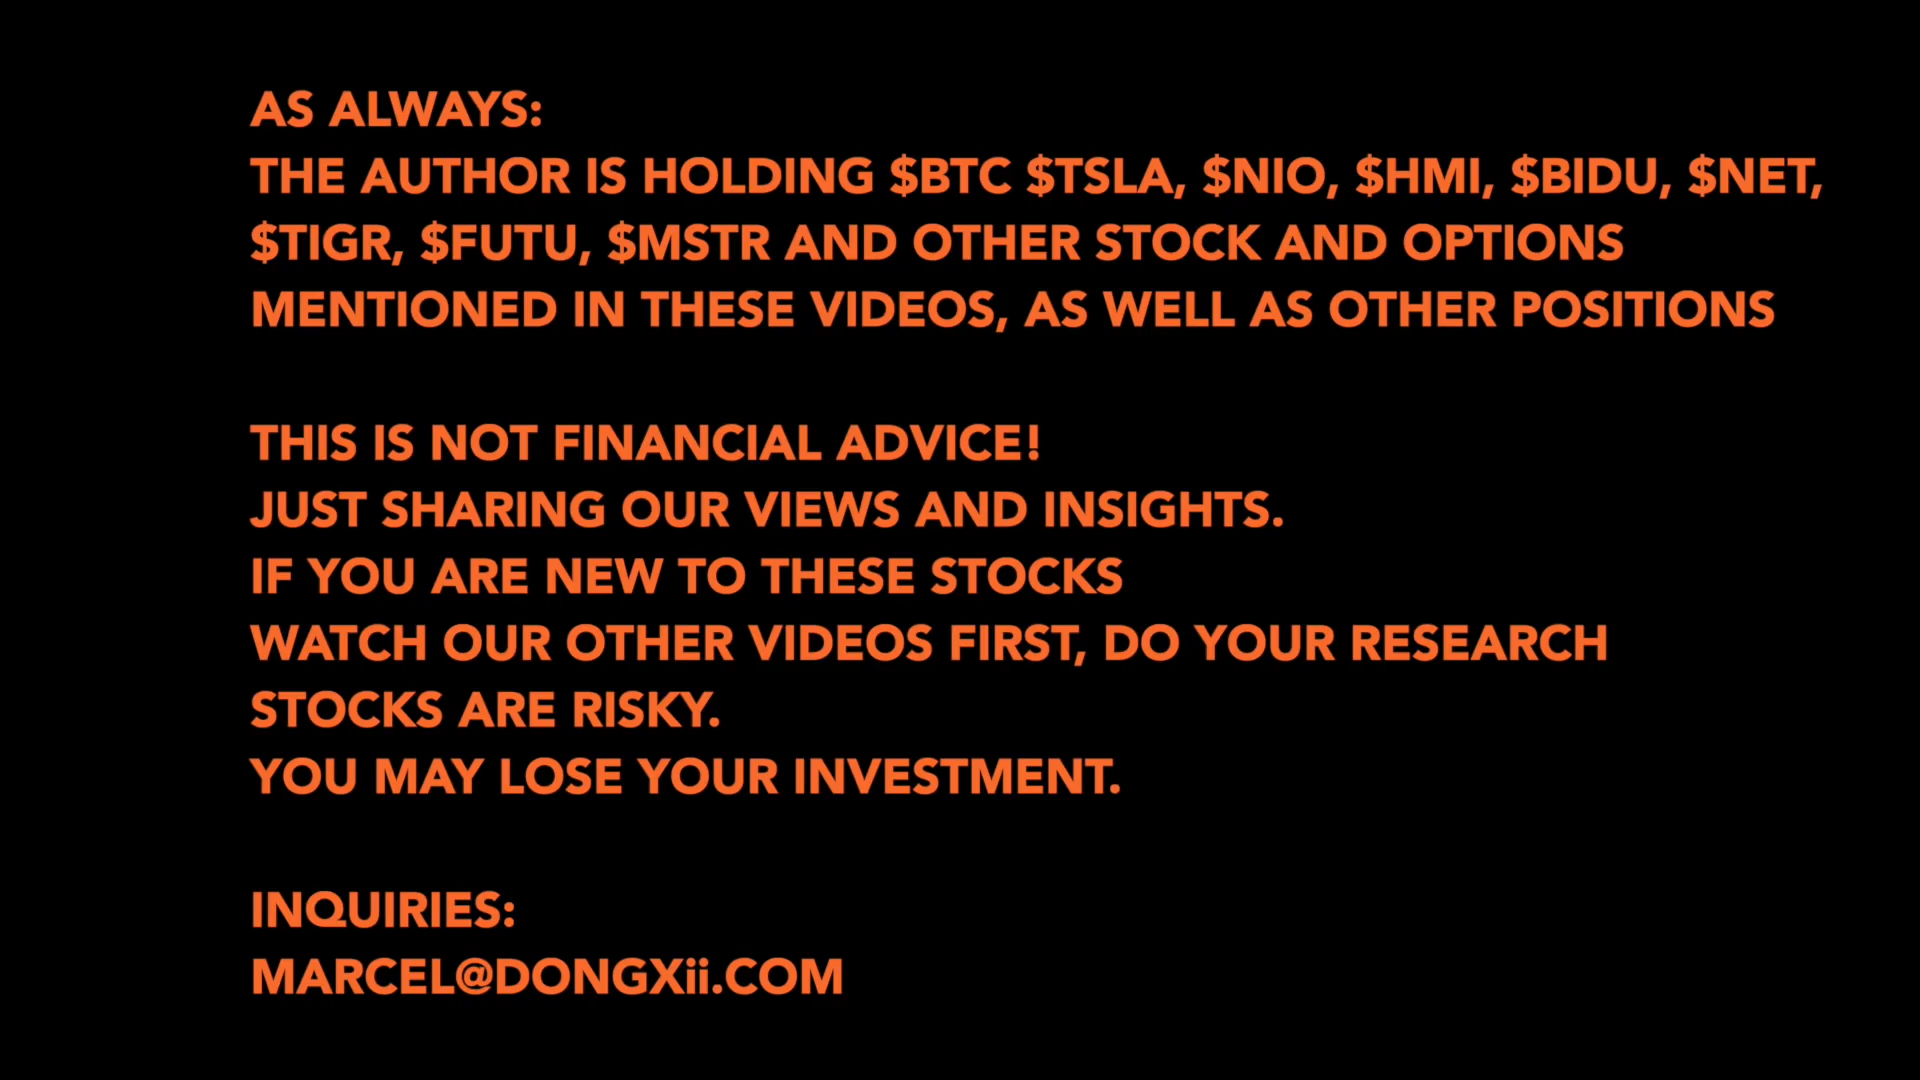 AS ALWAYS:
THE AUTHOR IS HOLDING $BTC $TSLA, $NIO, $HMI, $BIDU, $NET,
$TIGR, $FUTU, $MSTR AND OTHER STOCK AND OPTIONS
MENTIONED IN THESE VIDEOS, AS WELL AS OTHER POSITIONS
THIS IS NOT FINANCIAL ADVICE!
JUST SHARING OUR VIEWS AND INSIGHTS.
IF YOU ARE NEW TO THESE STOCKS
WATCH OUR OTHER VIDEOS FIRST, DO YOUR RESEARCH
STOCKS ARE RISKY.
YOU MAY LOSE YOUR INVESTMENT.
INQUIRIES:
MARCEL@DONGXii.COM